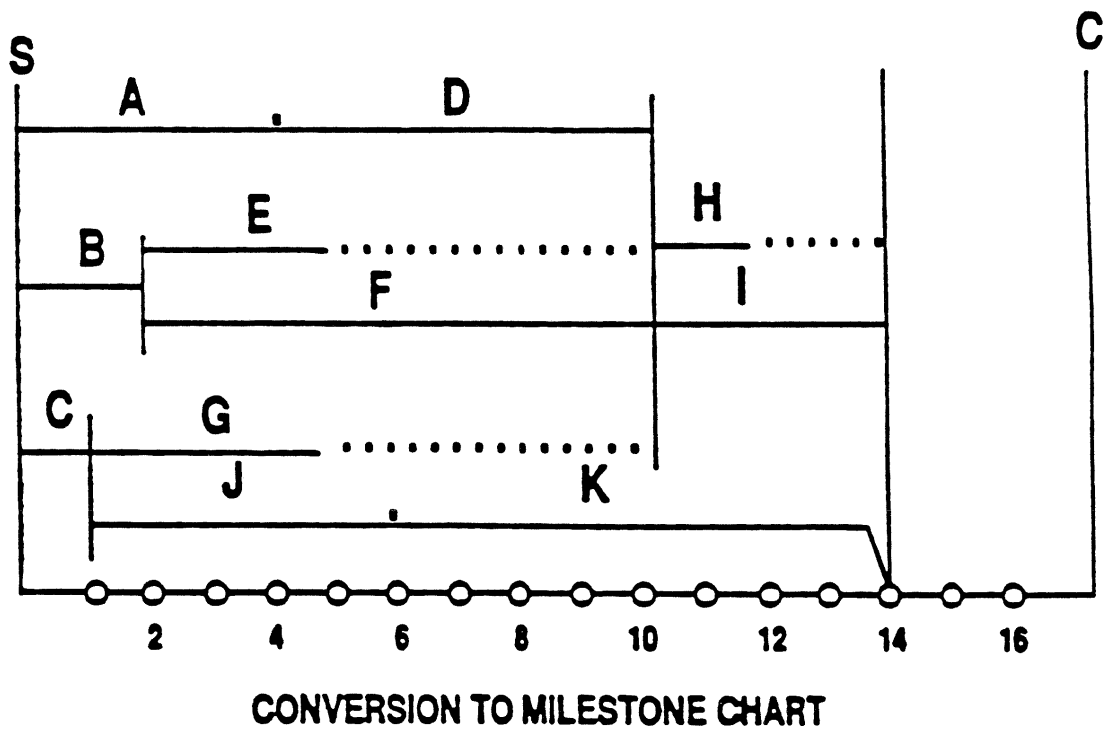 S
C
A D
E H
B
F I
C G
J K
2 4 6 8 10 12 14 16
CONVERSION TO MILESTONE CHART